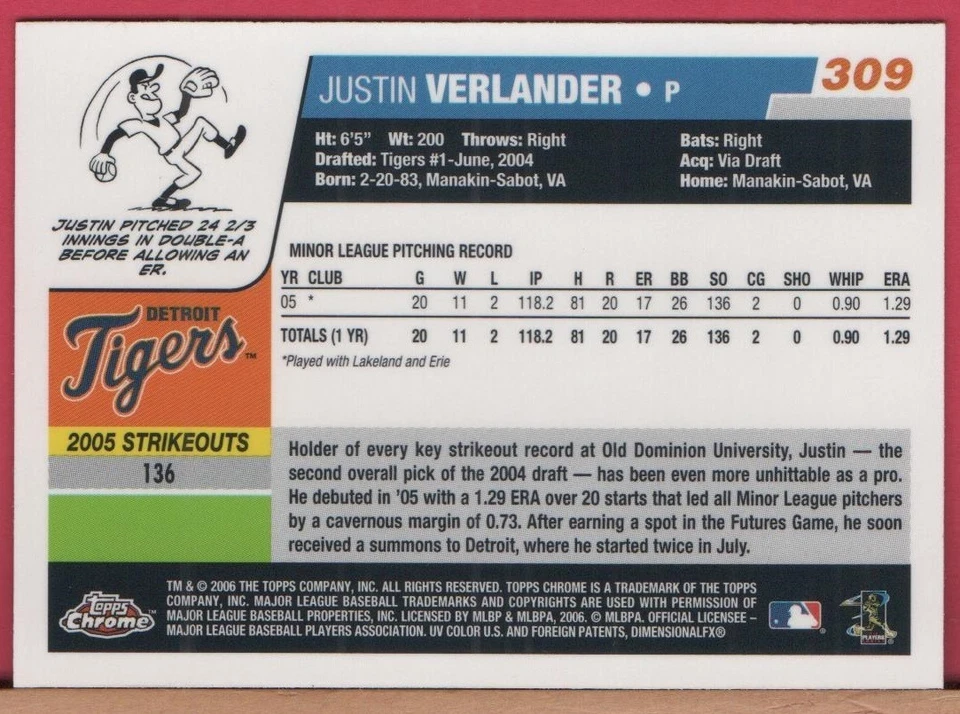 309
JUSTIN VERLANDER • P
Ht: 6'5" Wt: 200 Throws: Right Bats: Right
Drafted: Tigers #1-June, 2004 Acq: Via Draft
Born: 2-20-83, Manakin-Sabot, VA Home: Manakin-Sabot, VA
JUSTIN PITCHED 24 2/3
INNINGS IN DOUBLE-A
BEFORE ALLOWING AN
ER.
MINOR LEAGUE PITCHING RECORD
YR CLUB G W L IP H R ER BB SO CG SHO WHIP ERA
05 * 20 11 2 118.2 81 20 17 26 136 2 0 0.90 1.29
TOTALS (1 YR) 20 11 2 118.2 81 20 17 26 136 2 0 0.90 1.29
*Played with Lakeland and Erie
DETROIT
Tigers™
2005 STRIKEOUTS
136
Holder of every key strikeout record at Old Dominion University, Justin — the
second overall pick of the 2004 draft — has been even more unhittable as a pro.
He debuted in '05 with a 1.29 ERA over 20 starts that led all Minor League pitchers
by a cavernous margin of 0.73. After earning a spot in the Futures Game, he soon
received a summons to Detroit, where he started twice in July.
topps
Chrome™
TM & © 2006 THE TOPPS COMPANY, INC. ALL RIGHTS RESERVED. TOPPS CHROME IS A TRADEMARK OF THE TOPPS
COMPANY, INC. MAJOR LEAGUE BASEBALL TRADEMARKS AND COPYRIGHTS ARE USED WITH PERMISSION OF
MAJOR LEAGUE BASEBALL PROPERTIES, INC. LICENSED BY MLBP & MLBPA, 2006. © MLBPA. OFFICIAL LICENSEE –
MAJOR LEAGUE BASEBALL PLAYERS ASSOCIATION. UV COLOR U.S. AND FOREIGN PATENTS, DIMENSIONALFX®
PLAYERS